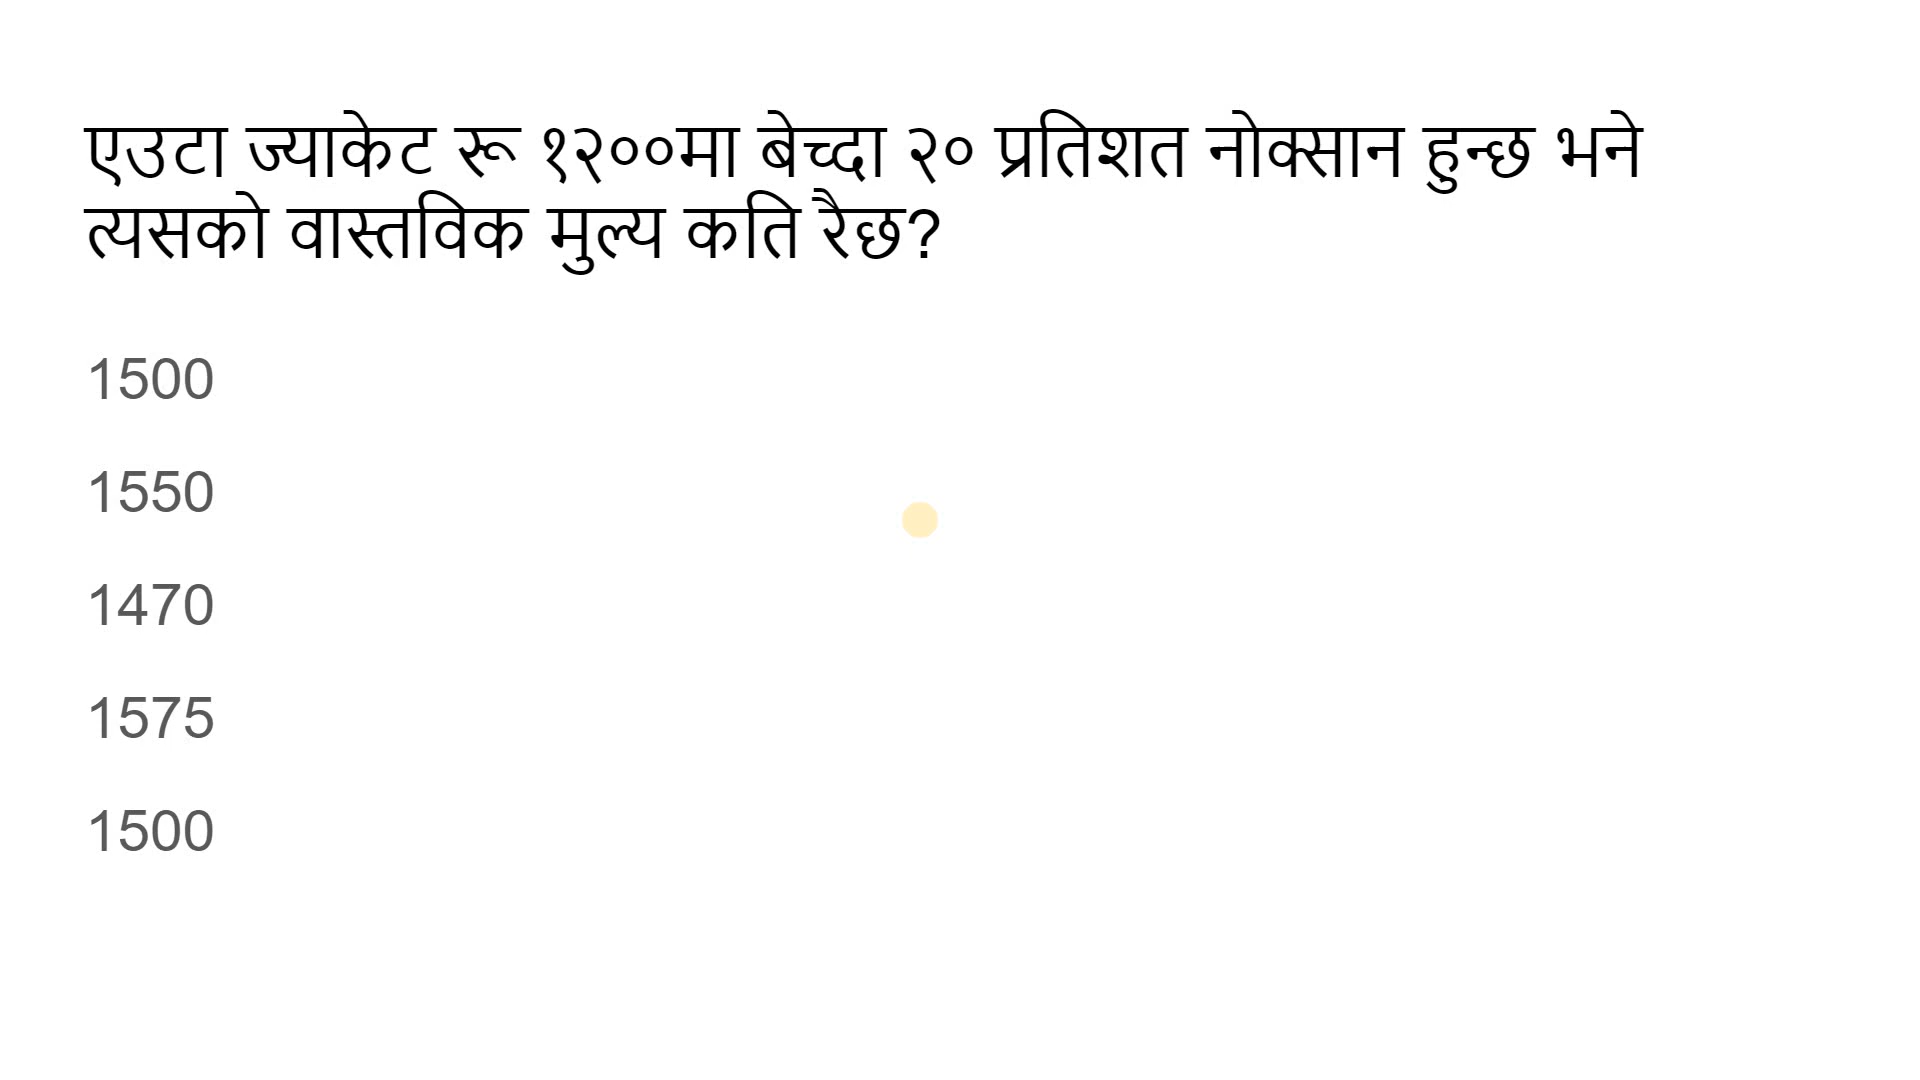 एउटा ज्याकेट रू १२००मा बेच्दा २० प्रतिशत नोक्सान हुन्छ भने
त्यसको वास्तविक मुल्य कति रैछ?
1500
1550
1470
1575
1500